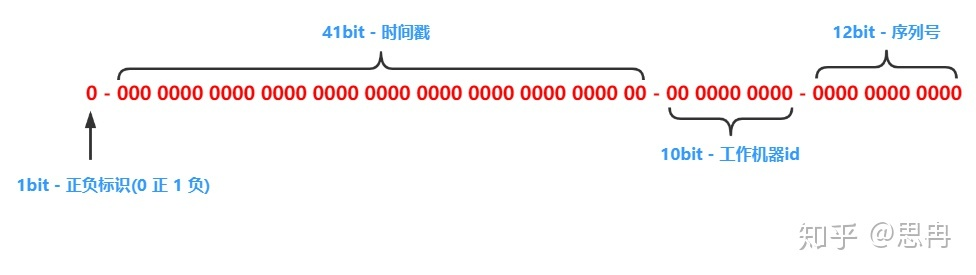 41bit - 时间戳
12bit - 序列号
0 - 000 0000 0000 0000 0000 0000 0000 0000 0000 0000 00 - 00 0000 0000 - 0000 0000 0000
10bit - 工作机器id
1bit - 正负标识(0 正 1 负)
知乎 @思冉